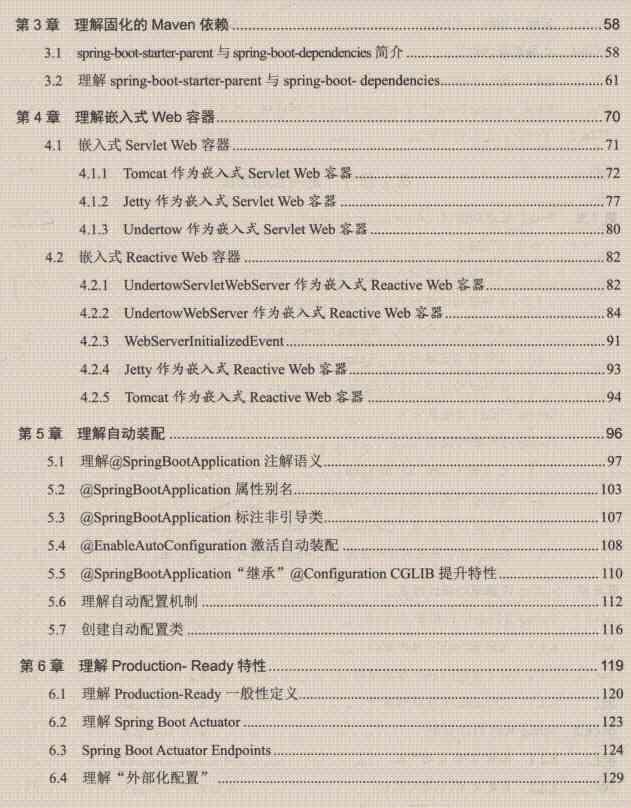 第3章 理解固化的 Maven 依赖 58
3.1 spring-boot-starter-parent 与 spring-boot-dependencies 简介 58
3.2 理解 spring-boot-starter-parent 与 spring-boot- dependencies 61
第4章 理解嵌入式 Web 容器 70
4.1 嵌入式 Servlet Web 容器 71
4.1.1 Tomcat 作为嵌入式 Servlet Web 容器 72
4.1.2 Jetty 作为嵌入式 Servlet Web 容器 77
4.1.3 Undertow 作为嵌入式 Servlet Web 容器 80
4.2 嵌入式 Reactive Web 容器 82
4.2.1 UndertowServletWebServer 作为嵌入式 Reactive Web 容器 82
4.2.2 UndertowWebServer 作为嵌入式 Reactive Web 容器 84
4.2.3 WebServerInitializedEvent 91
4.2.4 Jetty 作为嵌入式 Reactive Web 容器 93
4.2.5 Tomcat 作为嵌入式 Reactive Web 容器 94
第5章 理解自动装配 96
5.1 理解@SpringBootApplication 注解语义 97
5.2 @SpringBootApplication 属性别名 103
5.3 @SpringBootApplication 标注非引导类 107
5.4 @EnableAutoConfiguration 激活自动装配 108
5.5 @SpringBootApplication“继承”@Configuration CGLIB 提升特性 110
5.6 理解自动配置机制 112
5.7 创建自动配置类 116
第6章 理解 Production- Ready 特性 119
6.1 理解 Production-Ready 一般性定义 120
6.2 理解 Spring Boot Actuator 123
6.3 Spring Boot Actuator Endpoints 124
6.4 理解“外部化配置” 129